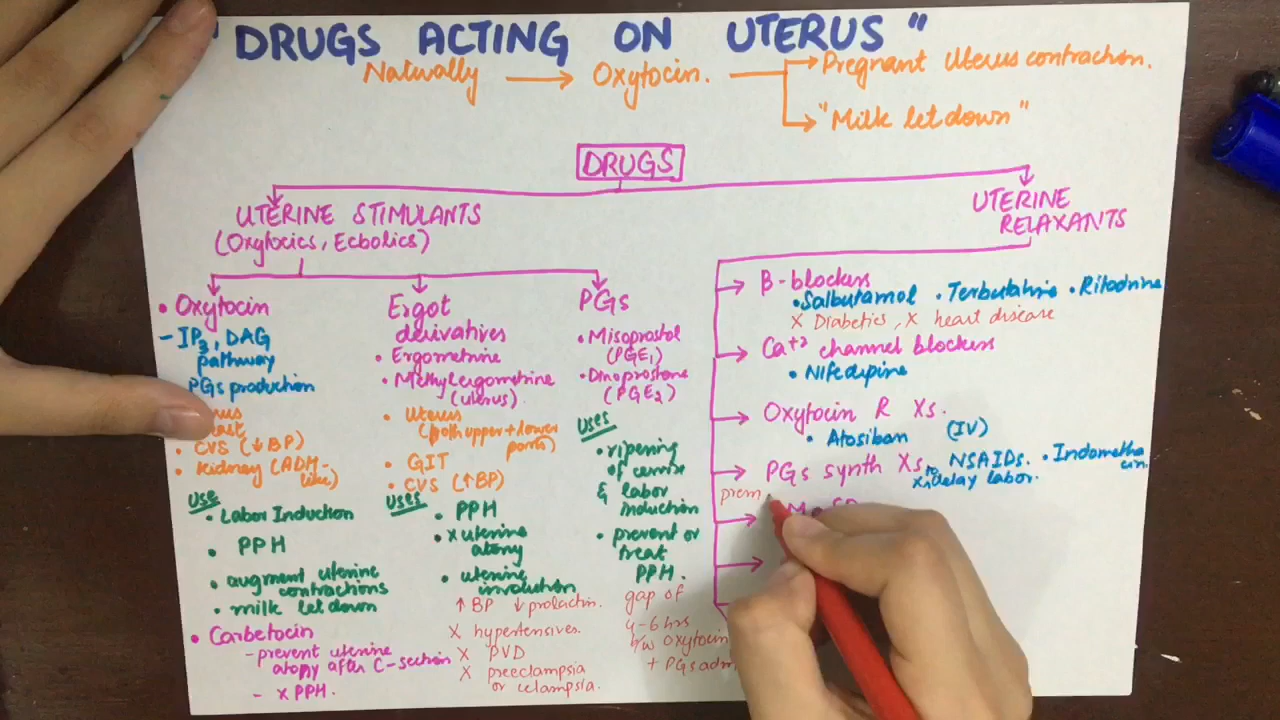 "DRUGS ACTING ON UTERUS"
Naturally → Oxytocin. → Pregnant Uterus contraction.
→ "Milk let down"
DRUGS
UTERINE STIMULANTS
(Oxytocics, Ecbolics)
• Oxytocin
- IP3, DAG
pathway
PGs production
• CVS (↓ BP)
• Kidney (ADH-
like)
Use
• Labor Induction
• PPH
• augment uterine
contractions
• milk let down
• Carbetocin
- prevent uterine
atony after C-section
- x PPH.
Ergot
derivatives
• Ergometrine
• Methylergometrine
(uterus)
• Uterus
(both upper + lower
parts)
• GIT
• CVS (↑BP)
Uses
• PPH
• x uterine
atony
• uterine
involution
↑ BP ↓ prolactin.
X hypertensives.
X PVD
X preeclampsia
or eclampsia.
PGs
• Misoprostol
(PGE1)
• Dinoprostone
(PGE2)
Uses
• ripening
of cervix
& labor
induction
• prevent or
treat
PPH.
gap of
4-6 hrs
b/w oxytocin
+ PGs adm
UTERINE
RELAXANTS
B-blockers
• Salbutamol • Terbutaline • Ritodrine
X Diabetics, X heart disease
Ca+2 channel blockers
• Nifedipine
Oxytocin R Xs.
• Atosiban (IV)
PGs synth Xs • NSAIDs. • Indomethacin.
to delay labor.
prem